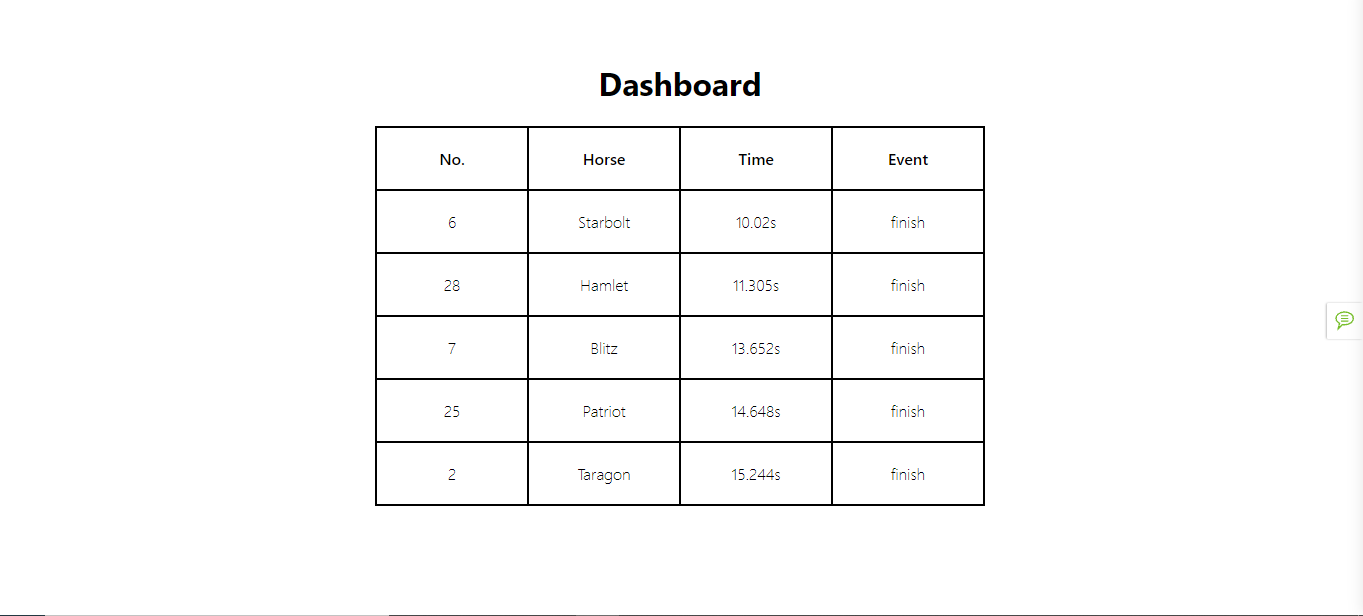 Dashboard
No. Horse Time Event
6 Starbolt 10.02s finish
28 Hamlet 11.305s finish
7 Blitz 13.652s finish
25 Patriot 14.648s finish
2 Taragon 15.244s finish